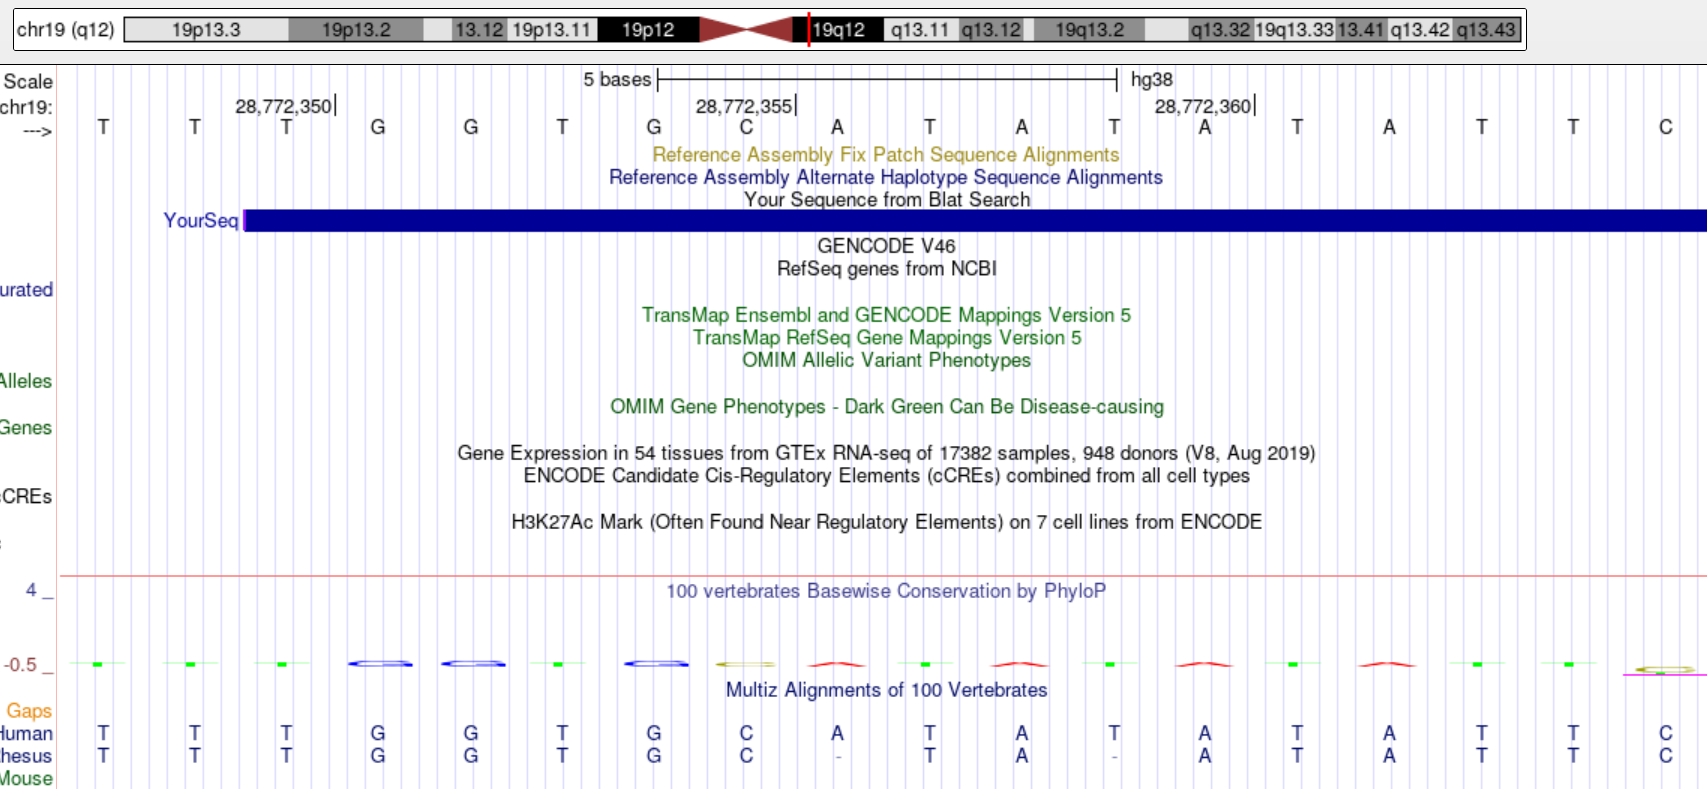 chr19 (q12) 19p13.3 19p13.2 13.12 19p13.11 19p12 19q12 q13.11 q13.12 19q13.2 q13.32 19q13.33 13.41 q13.42 q13.43
Scale 5 bases hg38
chr19: 28,772,350 28,772,355 28,772,360
---> T T T G G T G C A T A T A T A T T C
Reference Assembly Fix Patch Sequence Alignments
Reference Assembly Alternate Haplotype Sequence Alignments
Your Sequence from Blat Search
YourSeq
GENCODE V46
RefSeq genes from NCBI
urated
TransMap Ensembl and GENCODE Mappings Version 5
TransMap RefSeq Gene Mappings Version 5
OMIM Allelic Variant Phenotypes
Alleles
OMIM Gene Phenotypes - Dark Green Can Be Disease-causing
Genes
Gene Expression in 54 tissues from GTEx RNA-seq of 17382 samples, 948 donors (V8, Aug 2019)
ENCODE Candidate Cis-Regulatory Elements (cCREs) combined from all cell types
cCREs
H3K27Ac Mark (Often Found Near Regulatory Elements) on 7 cell lines from ENCODE
4 _ 100 vertebrates Basewise Conservation by PhyloP
-0.5 _ T T T G G T G C A T A T A T A T T C
Multiz Alignments of 100 Vertebrates
Gaps
Human T T T G G T G C A T A T A T A T T C
hesus T T T G G T G C - T A - A T A T T C
Mouse